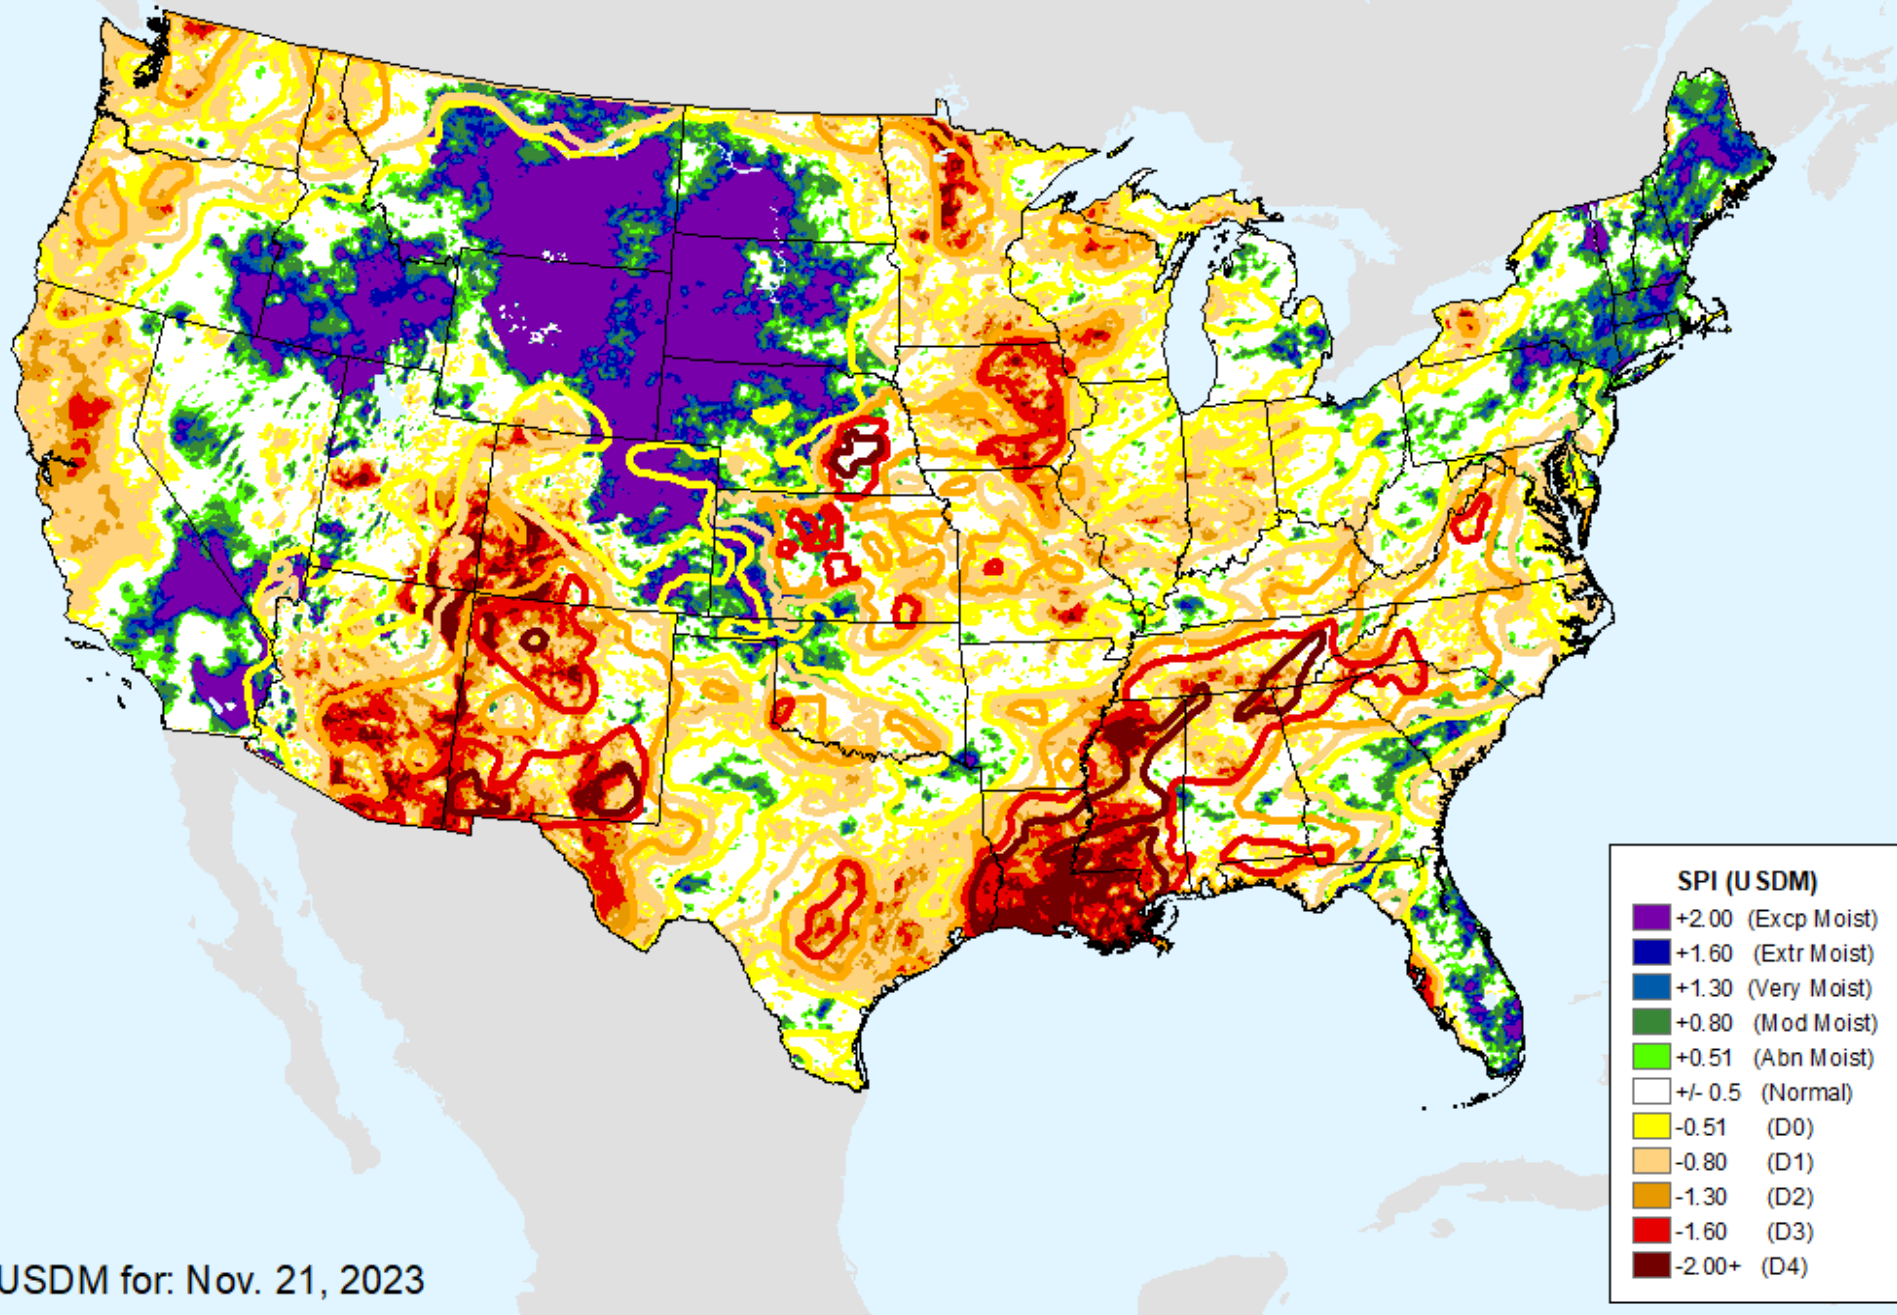 SPI (USDM)
+2.00 (Excp Moist)
+1.60 (Extr Moist)
+1.30 (Very Moist)
+0.80 (Mod Moist)
+0.51 (Abn Moist)
+/- 0.5 (Normal)
-0.51 (D0)
-0.80 (D1)
-1.30 (D2)
-1.60 (D3)
-2.00+ (D4)
USDM for: Nov. 21, 2023